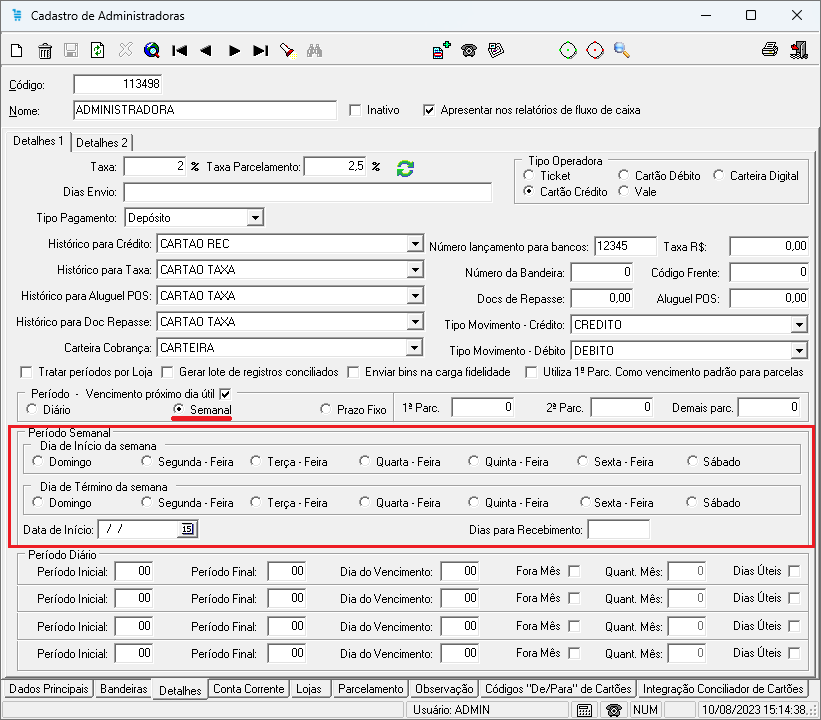 Cadastro de Administradoras
Código: 113498
Nome: ADMINISTRADORA Inativo Apresentar nos relatórios de fluxo de caixa
Detalhes 1 Detalhes 2
Taxa: 2 % Taxa Parcelamento: 2,5 %
Tipo Operadora
Ticket Cartão Débito Carteira Digital
Cartão Crédito Vale
Dias Envio:
Tipo Pagamento: Depósito
Histórico para Crédito: CARTAO REC Número lançamento para bancos: 12345 Taxa R$: 0,00
Histórico para Taxa: CARTAO TAXA Número da Bandeira: 0 Código Frente: 0
Histórico para Aluguel POS: CARTAO TAXA Docs de Repasse: 0,00 Aluguel POS: 0,00
Histórico para Doc Repasse: CARTAO TAXA Tipo Movimento - Crédito: CREDITO
Carteira Cobrança: CARTEIRA Tipo Movimento - Débito DEBITO
Tratar períodos por Loja Gerar lote de registros conciliados Enviar bins na carga fidelidade Utiliza 1ª Parc. Como vencimento padrão para parcelas
Período - Vencimento próximo dia útil
Diário Semanal Prazo Fixo 1ª Parc. 0 2ª Parc. 0 Demais parc. 0
Período Semanal
Dia de Início da semana
Domingo Segunda - Feira Terça - Feira Quarta - Feira Quinta - Feira Sexta - Feira Sábado
Dia de Término da semana
Domingo Segunda - Feira Terça - Feira Quarta - Feira Quinta - Feira Sexta - Feira Sábado
Data de Início: / / 15 Dias para Recebimento:
Período Diário
Período Inicial: 00 Período Final: 00 Dia do Vencimento: 00 Fora Mês Quant. Mês: 0 Dias Úteis
Período Inicial: 00 Período Final: 00 Dia do Vencimento: 00 Fora Mês Quant. Mês: 0 Dias Úteis
Período Inicial: 00 Período Final: 00 Dia do Vencimento: 00 Fora Mês Quant. Mês: 0 Dias Úteis
Período Inicial: 00 Período Final: 00 Dia do Vencimento: 00 Fora Mês Quant. Mês: 0 Dias Úteis
Dados Principais Bandeiras Detalhes Conta Corrente Lojas Parcelamento Observação Códigos "De/Para" de Cartões Integração Conciliador de Cartões
Usuário: ADMIN NUM 10/08/2023 15:14:38